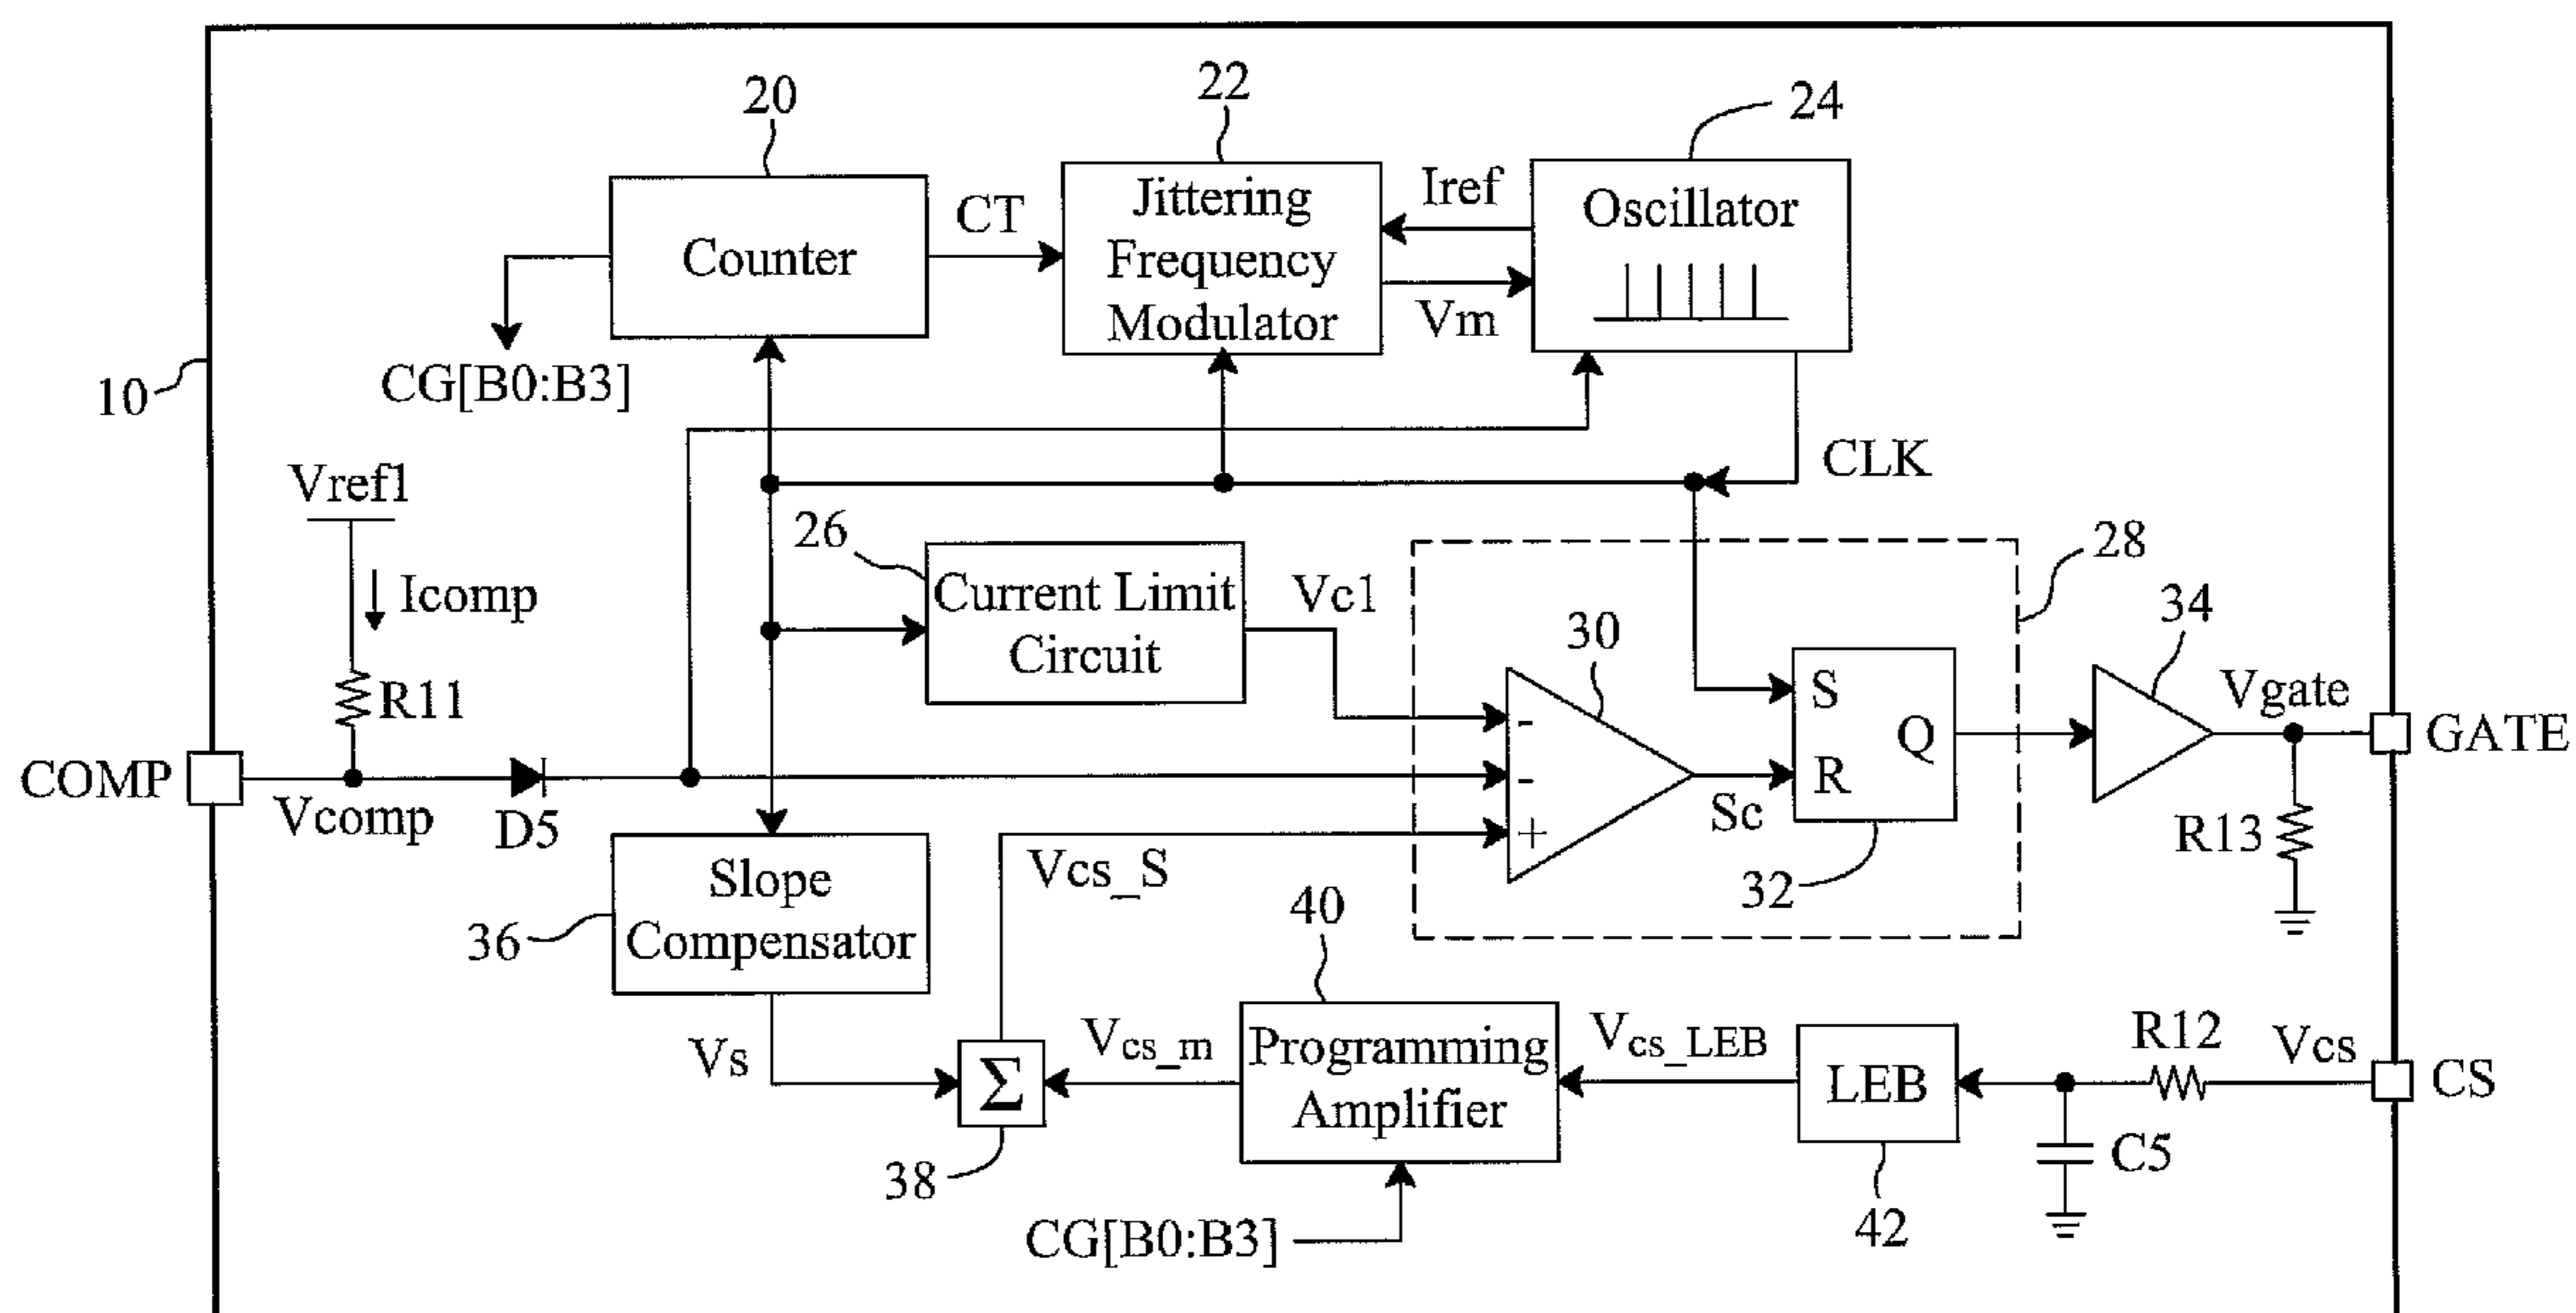 20
22
24
Counter
CT
Jittering
Frequency
Modulator
Iref
Vm
Oscillator
CG[B0:B3]
10
CLK
Vref1
Icomp
R11
26
Current Limit
Circuit
Vc1
28
30
34
S
R
Q
Sc
32
Vgate
GATE
R13
COMP
Vcomp
D5
-
-
+
36
Slope
Compensator
Vcs_S
Vs
Σ
38
Vcs_m
40
Programming
Amplifier
CG[B0:B3]
Vcs_LEB
LEB
42
R12
Vcs
CS
C5